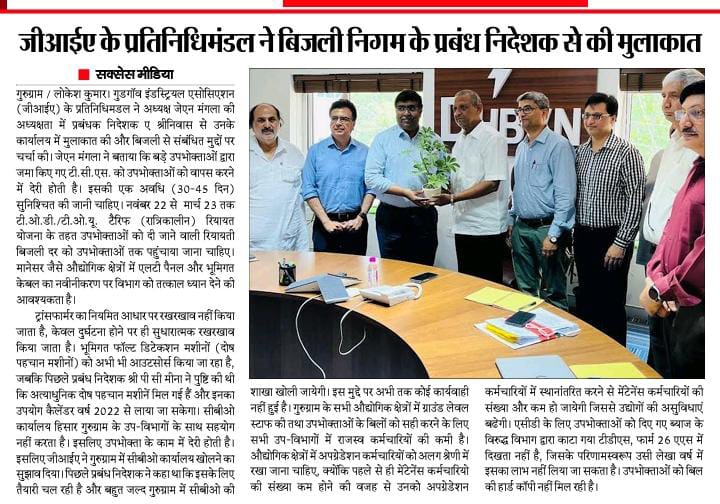 जीआईए के प्रतिनिधिमंडल ने बिजली निगम के प्रबंध निदेशक से की मुलाकात
सक्सेस मीडिया
गुरुग्राम / लोकेश कुमार। गुडगाँव इंडस्ट्रियल एसोसिएशन
(जीआईए) के प्रतिनिधिमडल ने अध्यक्ष जेएन मंगला की
अध्यक्षता में प्रबंधक निदेशक ए श्रीनिवास से उनके
कार्यालय में मुलाकात की और बिजली से संबंधित मुद्दों पर
चर्चा की। जेएन मंगला ने बताया कि बड़े उपभोक्ताओं द्वारा
जमा किए गए टी.सी.एस. को उपभोक्ताओं को वापस करने
में देरी होती है। इसकी एक अवधि (30-45 दिन)
सुनिश्चित की जानी चाहिए। नवंबर 22 से मार्च 23 तक
टी.ओ.डी./टी.ओ.यू. टैरिफ (रात्रिकालीन) रियायत
योजना के तहत उपभोक्ताओं को दी जाने वाली रियायती
बिजली दर को उपभोक्ताओं तक पहुंचाया जाना चाहिए।
मानेसर जैसे औद्योगिक क्षेत्रों में एलटी पैनल और भूमिगत
केबल का नवीनीकरण पर विभाग को तत्काल ध्यान देने की
आवश्यकता है।
ट्रांसफार्मर का नियमित आधार पर रखरखाव नहीं किया
जाता है, केवल दुर्घटना होने पर ही सुधारात्मक रखरखाव
किया जाता है। भूमिगत फॉल्ट डिटेकशन मशीनों (दोष
पहचान मशीनों) को अभी भी आउटसोर्स किया जा रहा है,
जबकि पिछले प्रबंध निदेशक श्री पी सी मीना ने पुष्टि की थी
कि अत्याधुनिक दोष पहचान मशीनें मिल गई हैं और इनका
उपयोग कैलेंडर वर्ष 2022 से लाया जा सकेगा। सीबीओ
कार्यालय हिसार गुरुग्राम के उप-विभागों के साथ सहयोग
नहीं करता है। इसलिए उपभोक्ता के काम में देरी होती है।
इसलिए जीआईए ने गुरुग्राम में सीबीओ कार्यालय खोलने का
सुझाव दिया। पिछले प्रबंध निदेशक ने कहा था कि इसके लिए
तैयारी चल रही है और बहुत जल्द गुरुग्राम में सीबीओ की
DHBVN
शाखा खोली जायेगी। इस मुद्दे पर अभी तक कोई कार्यवाही
नहीं हुई है। गुरुग्राम के सभी औद्योगिक क्षेत्रों में ग्राउंड लेवल
स्टाफ की तथा उपभोक्ताओं के बिलों को सही करने के लिए
सभी उप-विभागों में राजस्व कर्मचारियों की कमी है।
औद्योगिक क्षेत्रों में अपग्रेडेशन कर्मचारियों को अलग श्रेणी में
रखा जाना चाहिए, क्योंकि पहले से ही मेटेंनेंस कर्मचारियो
की संख्या कम होने की वजह से उनको अपग्रेडेशन
कर्मचारियों में स्थानांतरित करने से मेटेंनेंस कर्मचारियों की
संख्या और कम हो जायेगी जिससे उद्योगों की असुविधाएं
बढेगी। एसीडी के लिए उपभोक्ताओं को दिए गए ब्याज के
विरुद्ध विभाग द्वारा काटा गया टीडीएस, फार्म 26 एएस में
दिखता नहीं है, जिसके परिणामस्वरूप उसी लेखा वर्ष में
इसका लाभ नहीं लिया जा सकता है। उपभोक्ताओं को बिल
की हार्ड कॉपी नहीं मिल रही है।